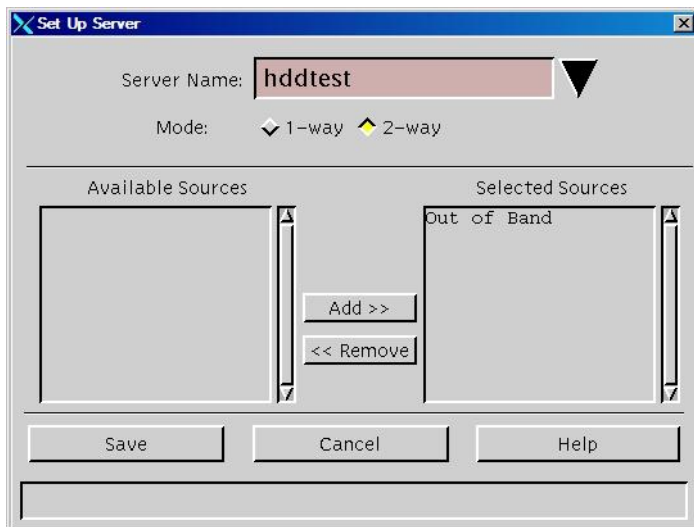 Set Up Server
Server Name: hddtest
Mode: 1-way 2-way
Available Sources Selected Sources
Out of Band
Add >>
<< Remove
Save Cancel Help